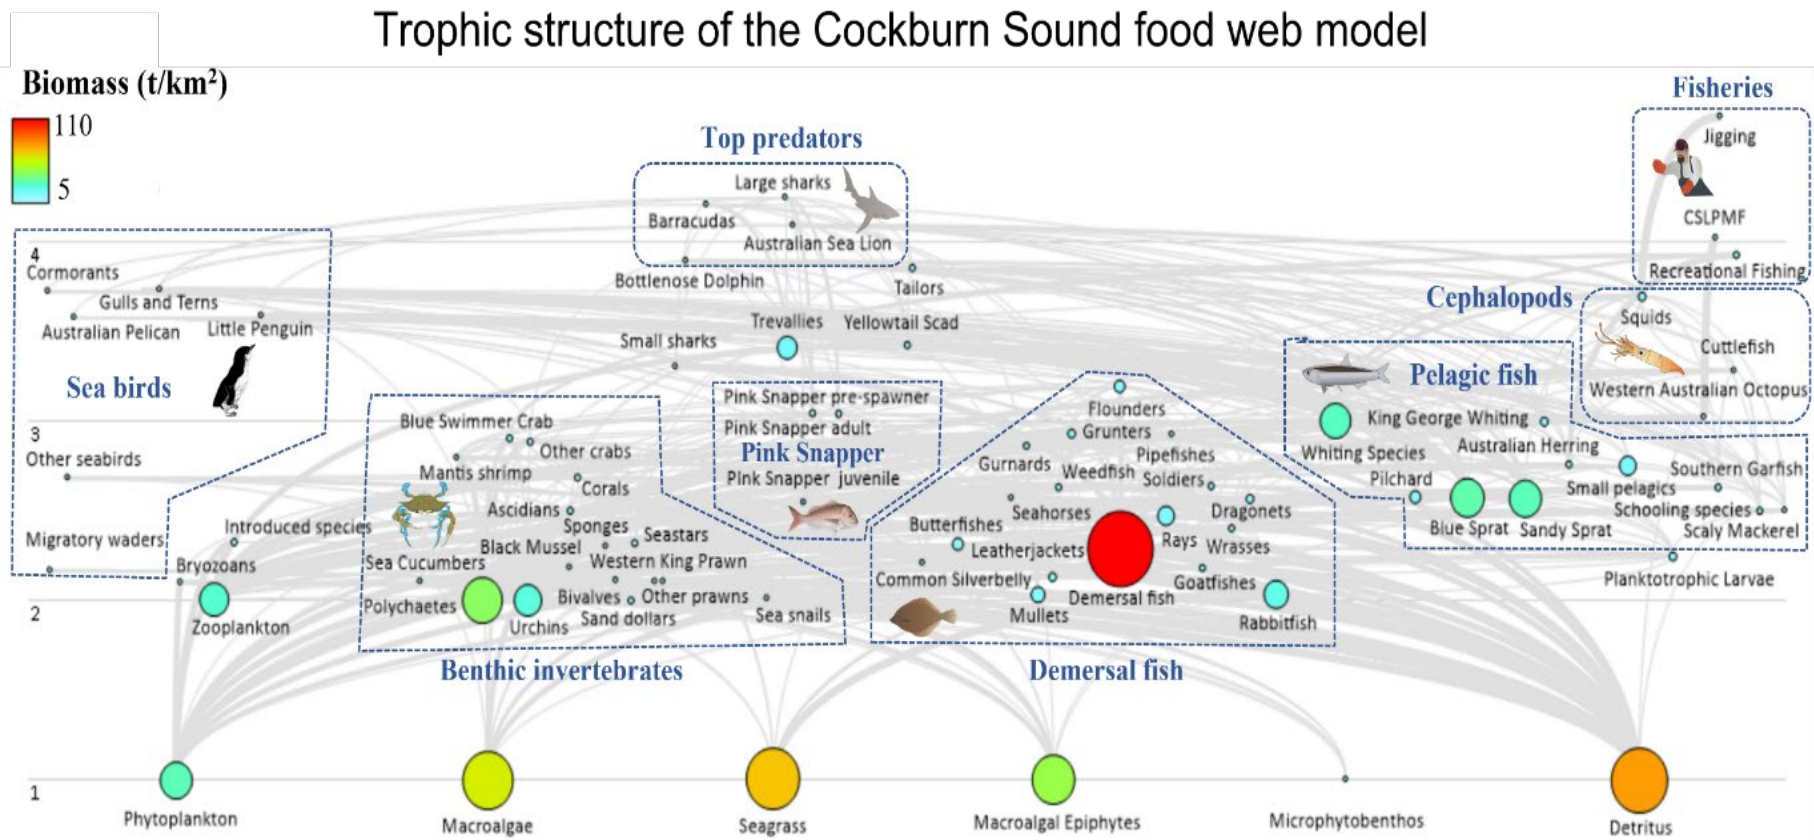 Trophic structure of the Cockburn Sound food web model
Biomass (t/km²)
110
5
Fisheries
Jigging
CSLPMF
Recreational Fishing
Top predators
Large sharks
Barracudas
Australian Sea Lion
Bottlenose Dolphin
Tailors
4
Cormorants
Gulls and Terns
Australian Pelican
Little Penguin
Sea birds
3
Other seabirds
Migratory waders
Trevallies
Yellowtail Scad
Small sharks
Cephalopods
Squids
Cuttlefish
Western Australian Octopus
Pelagic fish
King George Whiting
Whiting Species
Australian Herring
Pilchard
Small pelagics
Southern Garfish
Schooling species
Blue Sprat
Sandy Sprat
Scaly Mackerel
Planktotrophic Larvae
Pink Snapper pre-spawner
Pink Snapper adult
Pink Snapper
Pink Snapper juvenile
Blue Swimmer Crab
Other crabs
Mantis shrimp
Corals
Ascidians
Sponges
Seastars
Black Mussel
Western King Prawn
Sea Cucumbers
Polychaetes
Urchins
Bivalves
Other prawns
Sand dollars
Sea snails
Benthic invertebrates
Introduced species
Bryozoans
Zooplankton
2
Flounders
Grunters
Pipefishes
Gurnards
Weedfish
Soldiers
Seahorses
Dragonets
Butterfishes
Leatherjackets
Rays
Wrasses
Common Silverbelly
Goatfishes
Demersal fish
Mullets
Rabbitfish
Demersal fish
1
Phytoplankton
Macroalgae
Seagrass
Macroalgal Epiphytes
Microphytobenthos
Detritus